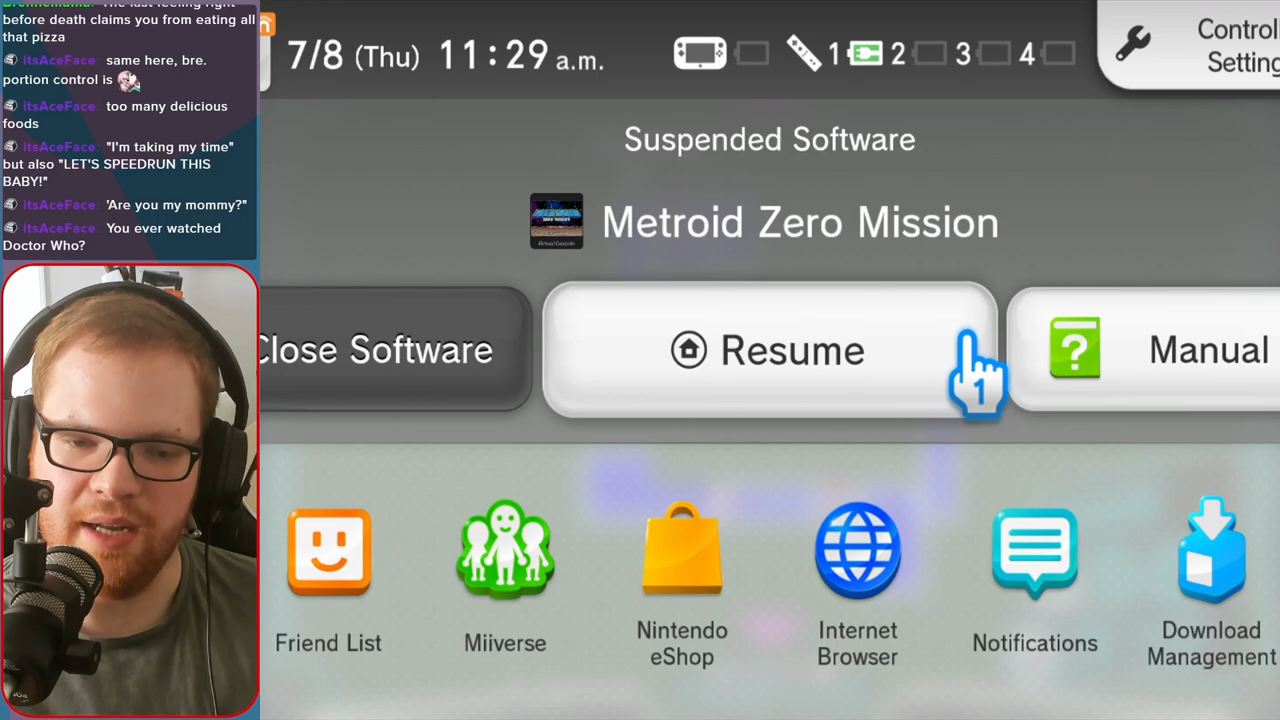 before death claims you from eating all
that pizza
itsAceFace same here, bre.
portion control is
itsAceFace too many delicious
foods
itsAceFace "I'm taking my time"
but also "LET'S SPEEDRUN THIS
BABY!"
itsAceFace 'Are you my mommy?"
itsAceFace You ever watched
Doctor Who?
7/8 (Thu) 11:29 a.m.
1 2 3 4
Suspended Software
Metroid Zero Mission
Close Software
Resume
1
Manual
Friend List
Miiverse
Nintendo
eShop
Internet
Browser
Notifications
Download
Management